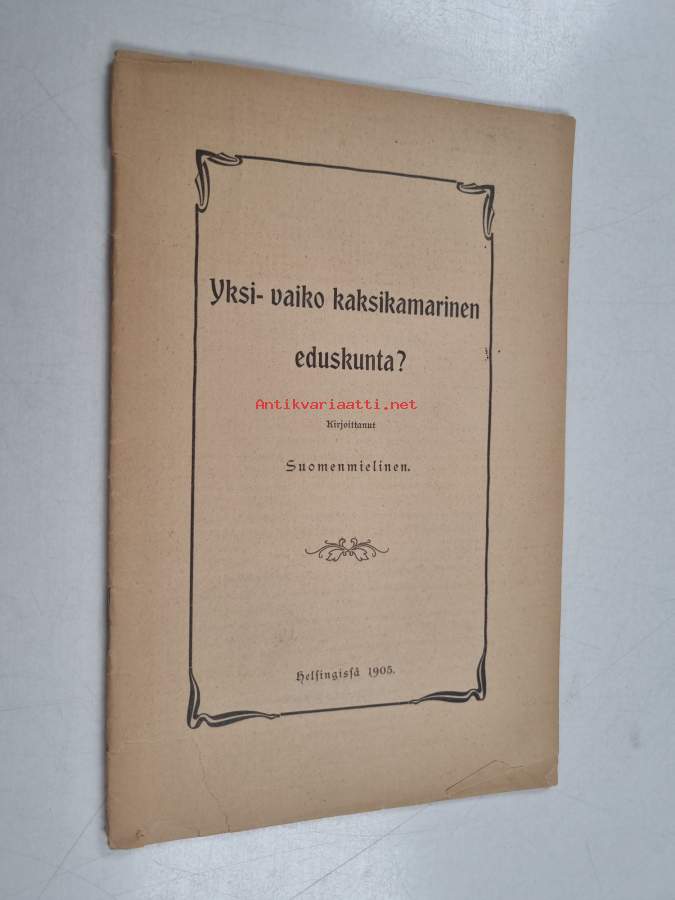 Yksi- vaiko kaksikamarinen
eduskunta?
Antikvariaatti.net
Kirjoittanut
Suomenmielinen.
Helsingissä 1905.